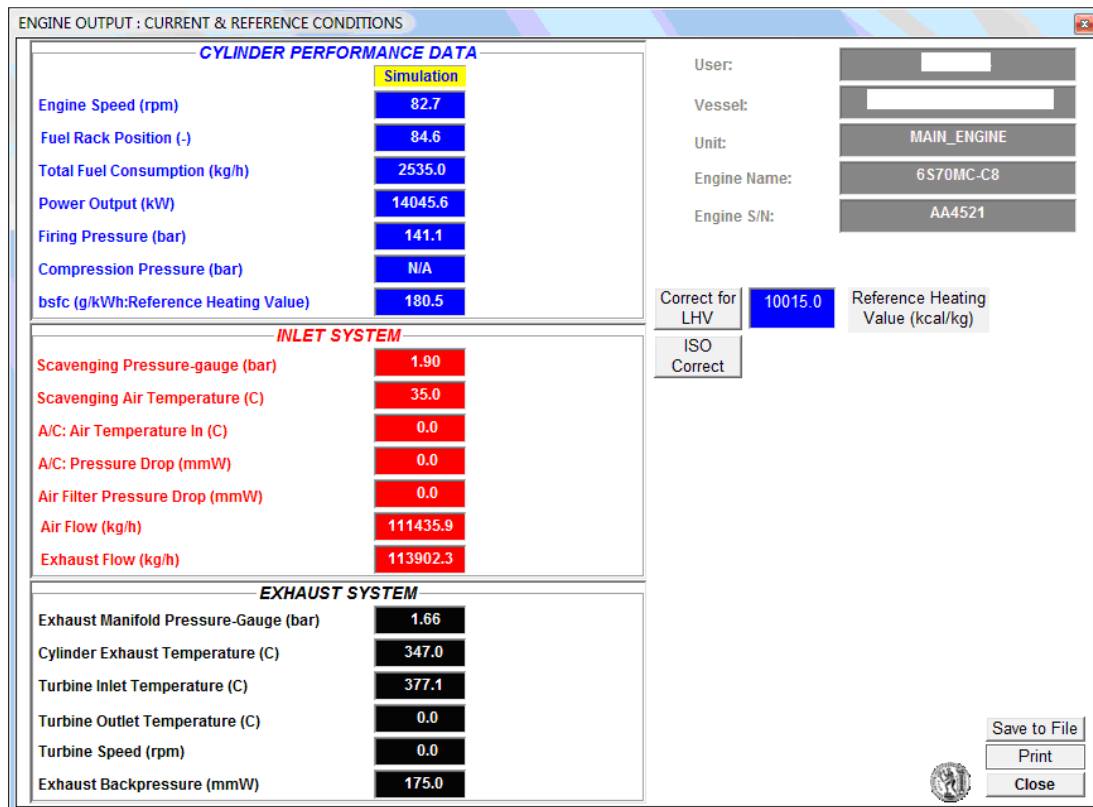 ENGINE OUTPUT : CURRENT & REFERENCE CONDITIONS
CYLINDER PERFORMANCE DATA
Simulation
Engine Speed (rpm) 82.7
Fuel Rack Position (-) 84.6
Total Fuel Consumption (kg/h) 2535.0
Power Output (kW) 14045.6
Firing Pressure (bar) 141.1
Compression Pressure (bar) N/A
bsfc (g/kWh:Reference Heating Value) 180.5
INLET SYSTEM
Scavenging Pressure-gauge (bar) 1.90
Scavenging Air Temperature (C) 35.0
A/C: Air Temperature In (C) 0.0
A/C: Pressure Drop (mmW) 0.0
Air Filter Pressure Drop (mmW) 0.0
Air Flow (kg/h) 111435.9
Exhaust Flow (kg/h) 113902.3
EXHAUST SYSTEM
Exhaust Manifold Pressure-Gauge (bar) 1.66
Cylinder Exhaust Temperature (C) 347.0
Turbine Inlet Temperature (C) 377.1
Turbine Outlet Temperature (C) 0.0
Turbine Speed (rpm) 0.0
Exhaust Backpressure (mmW) 175.0
User:
Vessel:
Unit: MAIN_ENGINE
Engine Name: 6S70MC-C8
Engine S/N: AA4521
Correct for
LHV
10015.0
Reference Heating
Value (kcal/kg)
ISO
Correct
Save to File
Print
Close